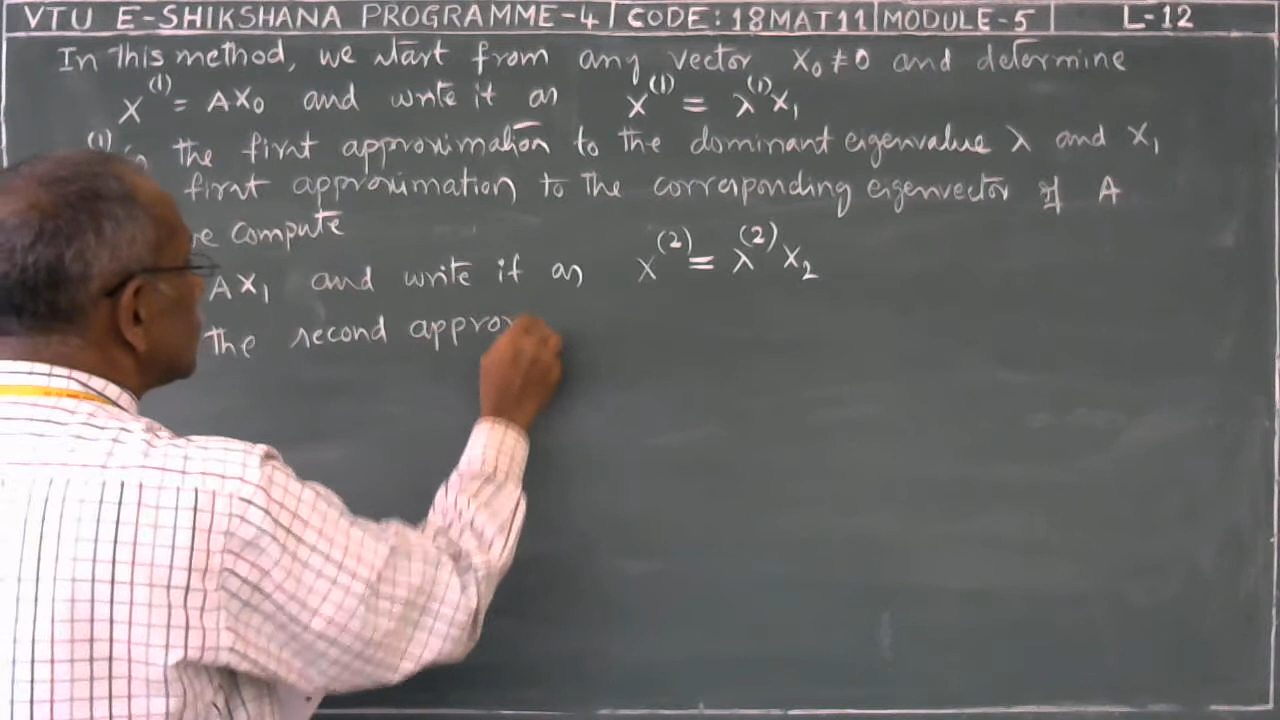 VTU E-SHIKSHANA PROGRAMME-4 | CODE: 18MAT11 | MODULE-5 | L-12
In this method, we start from any vector X₀ ≠ 0 and determine
X⁽¹⁾ = AX₀ and write it as X⁽¹⁾ = λ⁽¹⁾X₁
⁽¹⁾ is the first approximation to the dominant eigenvalue λ and X₁
first approximation to the corresponding eigenvector of A
compute
AX₁ and write it as X⁽²⁾ = λ⁽²⁾X₂
the second approx